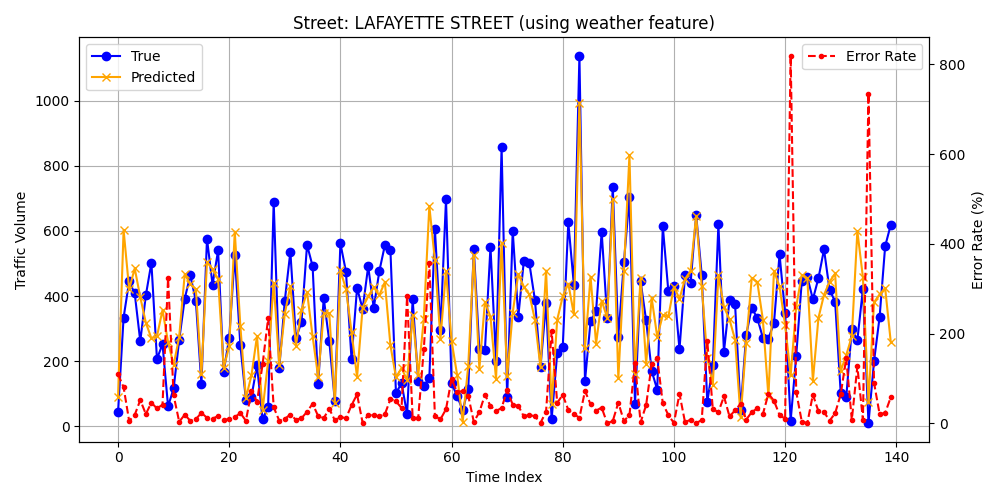 Street: LAFAYETTE STREET (using weather feature)
True
Predicted
Error Rate
Traffic Volume
0
200
400
600
800
1000
Error Rate (%)
0
200
400
600
800
0 20 40 60 80 100 120 140
Time Index